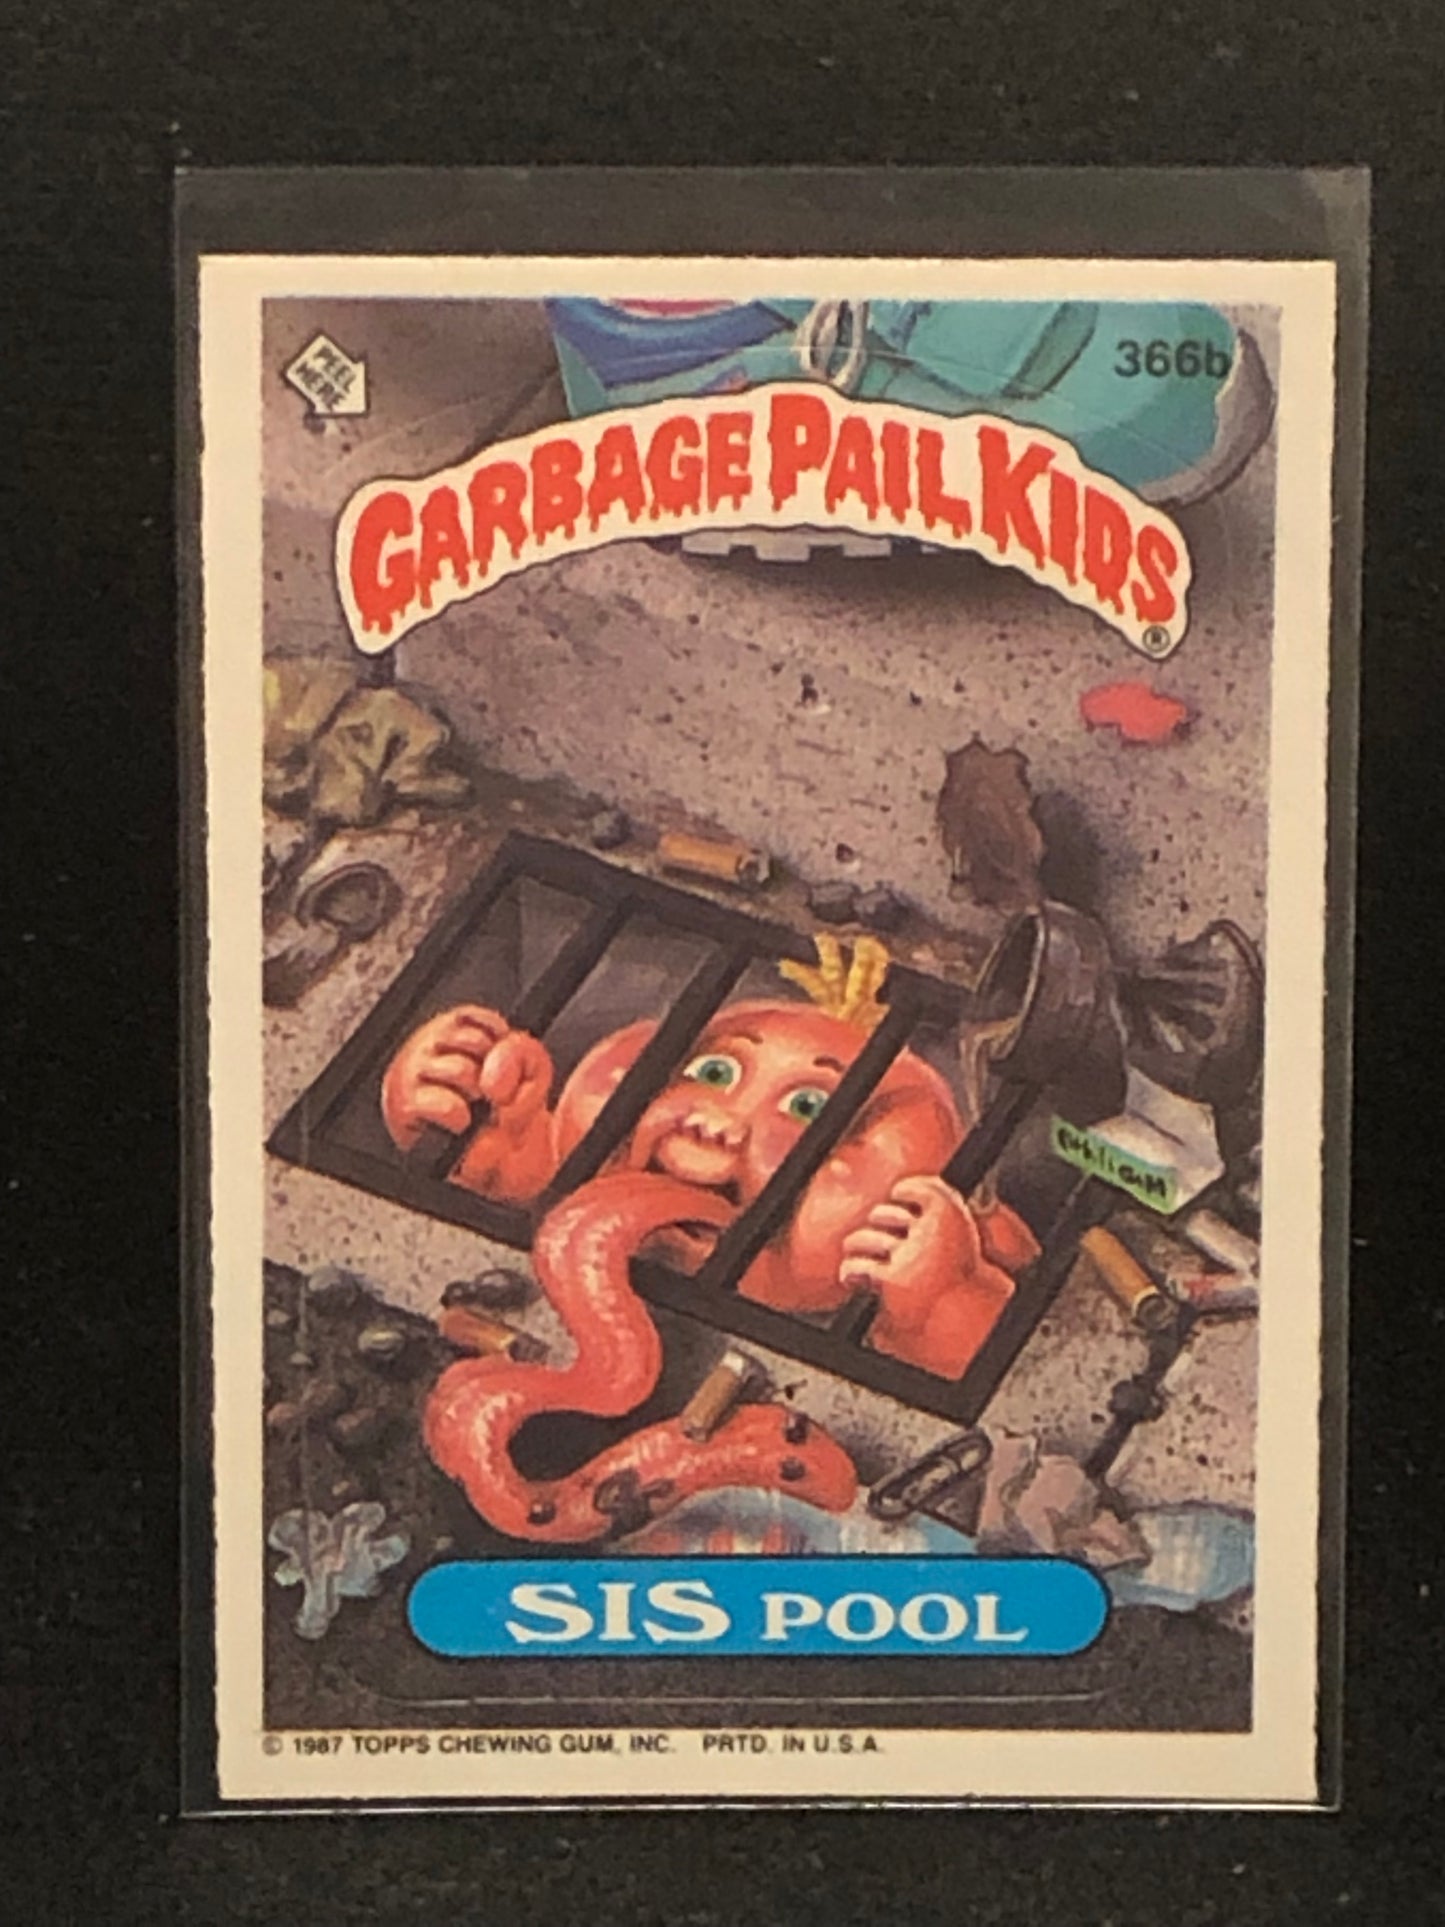 PEEL
HERE
366b
GARBAGE PAIL KIDS
®
SIS POOL
© 1987 TOPPS CHEWING GUM, INC. PRTD. IN U.S.A.